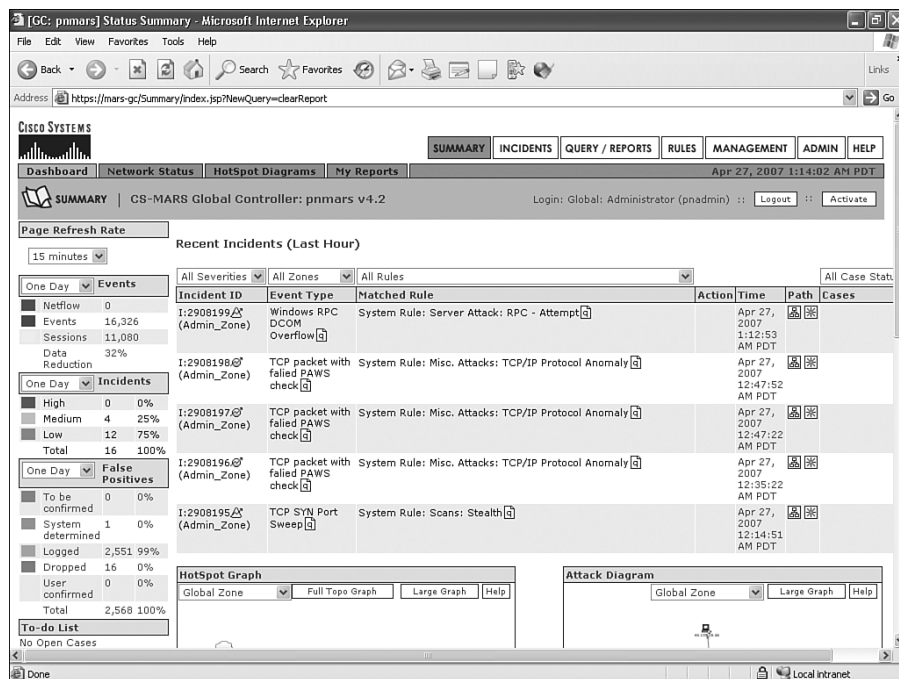 [GC: pnmars] Status Summary - Microsoft Internet Explorer
File Edit View Favorites Tools Help
Back Search Favorites Links
Address https://mars-gc/Summary/index.jsp?NewQuery=clearReport Go
CISCO SYSTEMS
SUMMARY INCIDENTS QUERY / REPORTS RULES MANAGEMENT ADMIN HELP
Dashboard Network Status HotSpot Diagrams My Reports Apr 27, 2007 1:14:02 AM PDT
SUMMARY | CS-MARS Global Controller: pnmars v4.2 Login: Global: Administrator (pnadmin) :: Logout :: Activate
Page Refresh Rate
15 minutes
One Day Events
Netflow 0
Events 16,326
Sessions 11,080
Data Reduction 32%
One Day Incidents
High 0 0%
Medium 4 25%
Low 12 75%
Total 16 100%
One Day False Positives
To be confirmed 0 0%
System determined 1 0%
Logged 2,551 99%
Dropped 16 0%
User confirmed 0 0%
Total 2,568 100%
To-do List
No Open Cases
Recent Incidents (Last Hour)
All Severities All Zones All Rules All Case Statu
Incident ID Event Type Matched Rule Action Time Path Cases
I:2908199 (Admin_Zone) Windows RPC DCOM Overflow q System Rule: Server Attack: RPC - Attempt q Apr 27, 2007 1:12:53 AM PDT
I:2908198 (Admin_Zone) TCP packet with falied PAWS check q System Rule: Misc. Attacks: TCP/IP Protocol Anomaly q Apr 27, 2007 12:47:52 AM PDT
I:2908197 (Admin_Zone) TCP packet with falied PAWS check q System Rule: Misc. Attacks: TCP/IP Protocol Anomaly q Apr 27, 2007 12:47:22 AM PDT
I:2908196 (Admin_Zone) TCP packet with falied PAWS check q System Rule: Misc. Attacks: TCP/IP Protocol Anomaly q Apr 27, 2007 12:35:22 AM PDT
I:2908195 (Admin_Zone) TCP SYN Port Sweep q System Rule: Scans: Stealth q Apr 27, 2007 12:14:51 AM PDT
HotSpot Graph
Global Zone Full Topo Graph Large Graph Help
Attack Diagram
Global Zone Large Graph Help
Done Local intranet